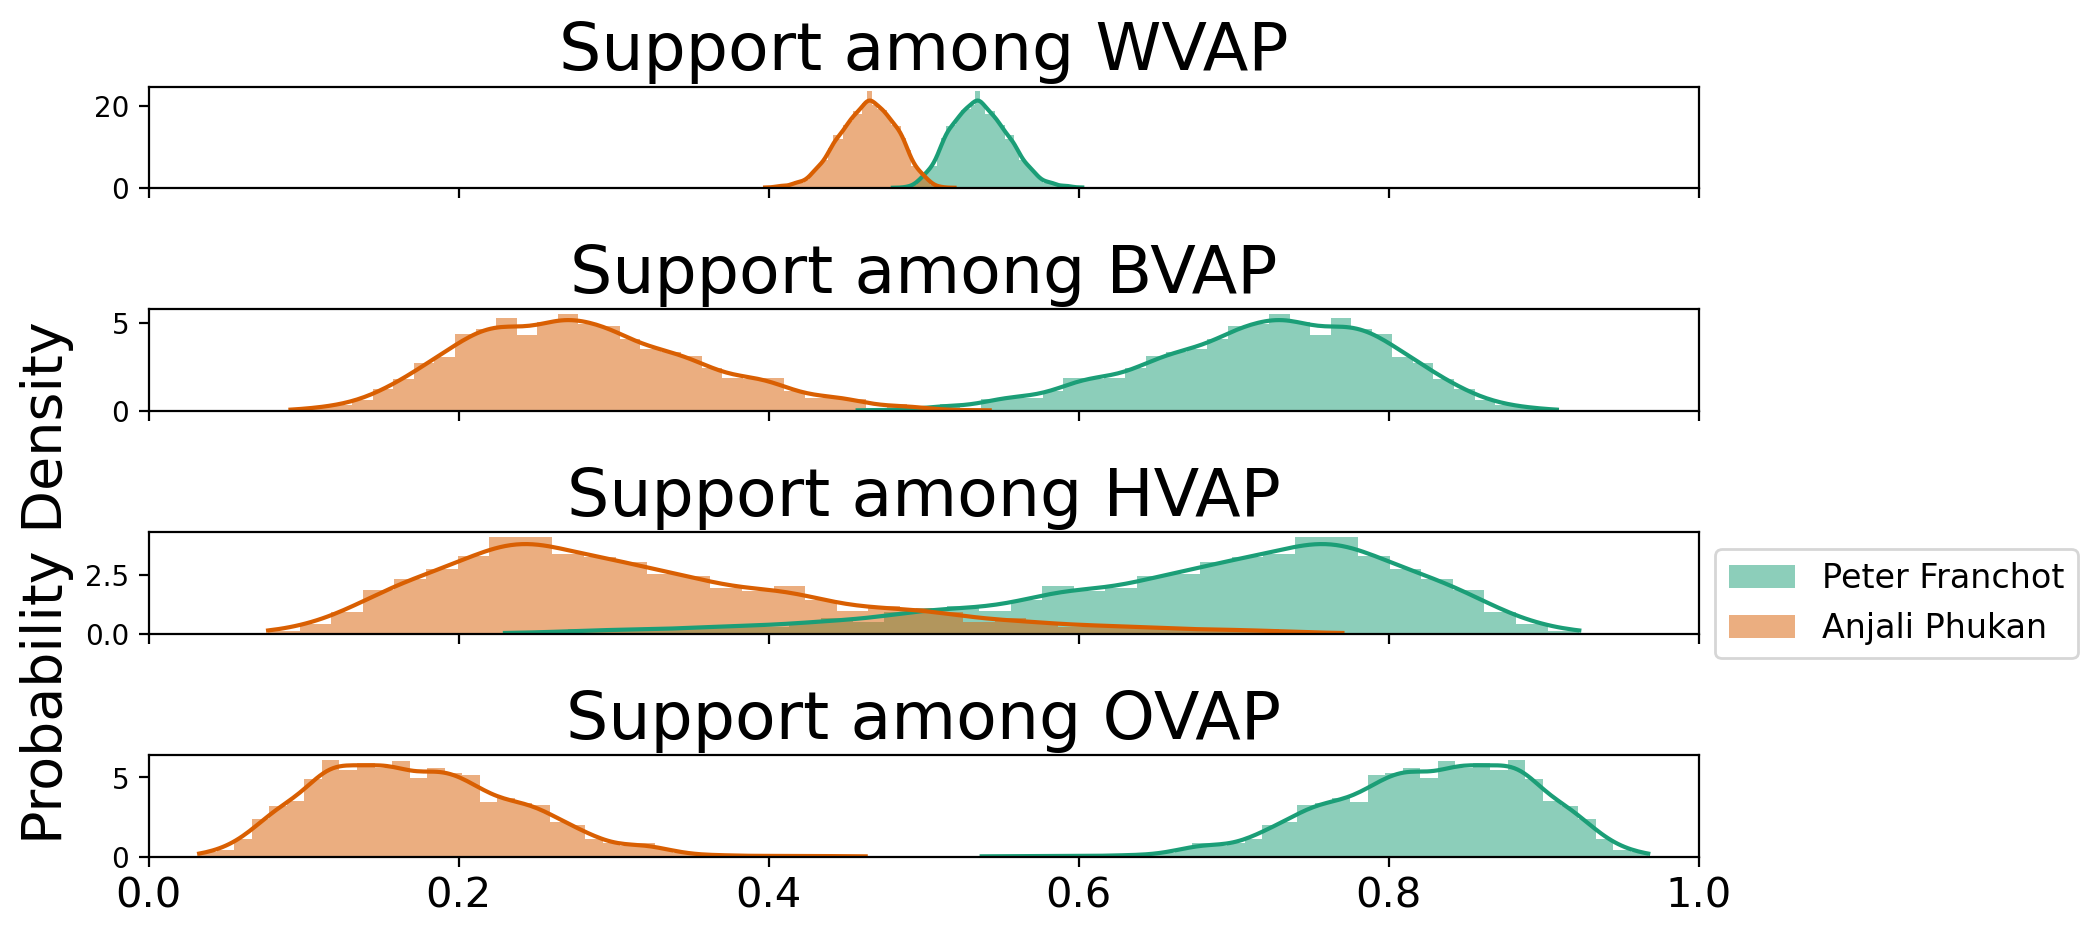 Support among WVAP
20
0
Support among BVAP
5
0
Support among HVAP
2.5
0.0
Support among OVAP
5
0
0.0 0.2 0.4 0.6 0.8 1.0
Probability Density
Peter Franchot
Anjali Phukan